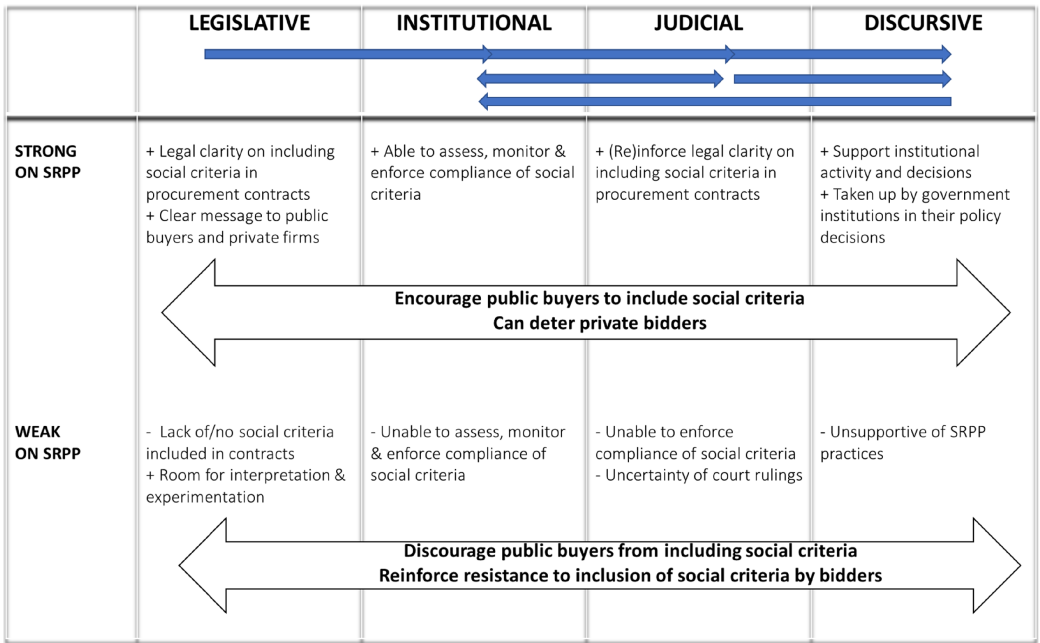 LEGISLATIVE
INSTITUTIONAL
JUDICIAL
DISCURSIVE
STRONG
ON SRPP
+ Legal clarity on including
social criteria in
procurement contracts
+ Clear message to public
buyers and private firms
+ Able to assess, monitor &
enforce compliance of social
criteria
+ (Re)inforce legal clarity on
including social criteria in
procurement contracts
+ Support institutional
activity and decisions
+ Taken up by government
institutions in their policy
decisions
Encourage public buyers to include social criteria
Can deter private bidders
WEAK
ON SRPP
- Lack of/no social criteria
included in contracts
+ Room for interpretation &
experimentation
- Unable to assess, monitor
& enforce compliance of
social criteria
- Unable to enforce
compliance of social criteria
- Uncertainty of court rulings
- Unsupportive of SRPP
practices
Discourage public buyers from including social criteria
Reinforce resistance to inclusion of social criteria by bidders